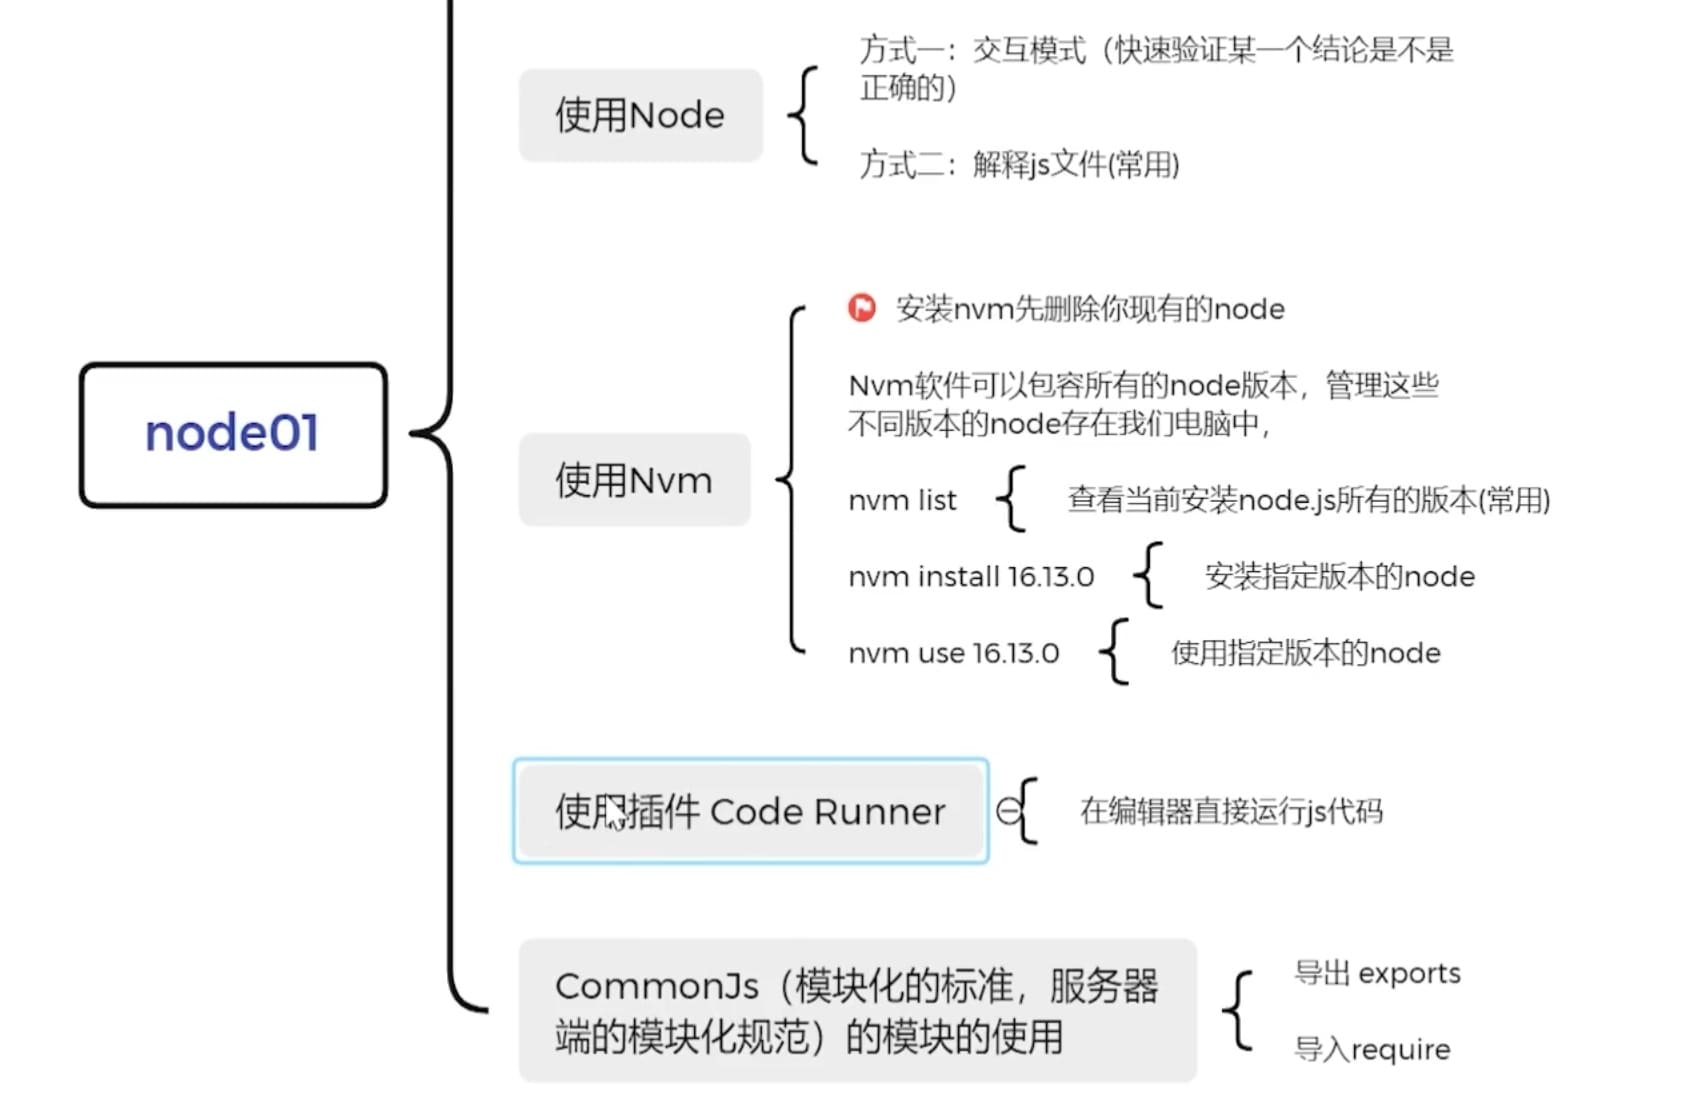 node01
使用Node
方式一：交互模式（快速验证某一个结论是不是
正确的）
方式二：解释js文件(常用)
使用Nvm
安装nvm先删除你现有的node
Nvm软件可以包容所有的node版本，管理这些
不同版本的node存在我们电脑中，
nvm list
查看当前安装node.js所有的版本(常用)
nvm install 16.13.0
安装指定版本的node
nvm use 16.13.0
使用指定版本的node
使用插件 Code Runner
在编辑器直接运行js代码
CommonJs（模块化的标准，服务器
端的模块化规范）的模块的使用
导出 exports
导入require